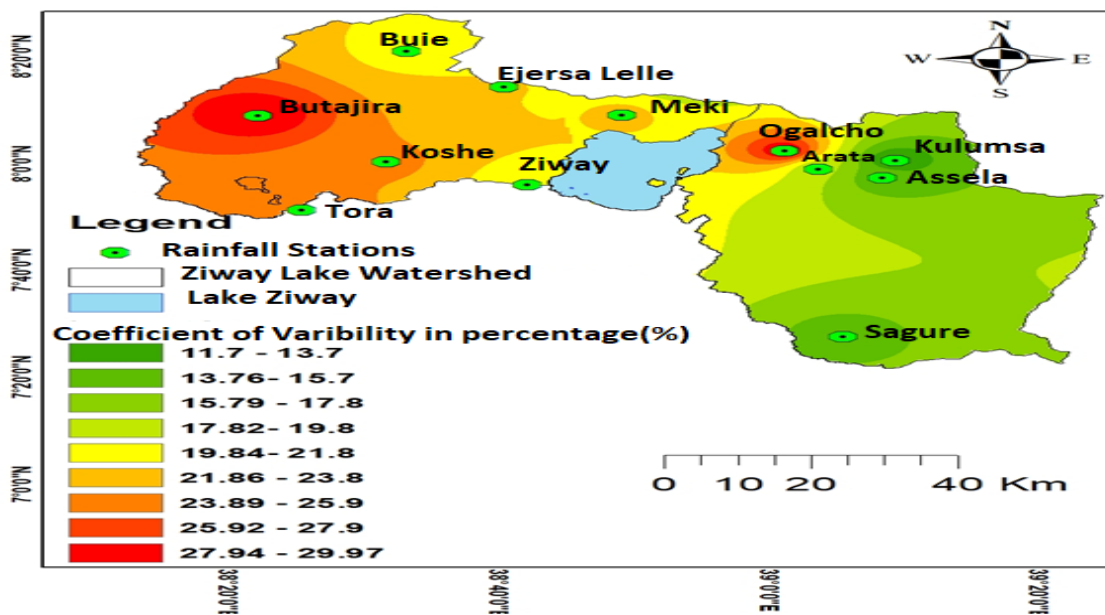 N
W E
S
Buie
Ejersa Lelle
Butajira
Meki
Ogalcho
Koshe
Kulumsa
Arata
Ziway
Assela
Tora
Sagure
Legend
Rainfall Stations
Ziway Lake Watershed
Lake Ziway
Coefficient of Varibility in percentage(%)
11.7 - 13.7
13.76- 15.7
15.79 - 17.8
17.82- 19.8
19.84- 21.8
21.86 - 23.8
23.89 - 25.9
25.92 - 27.9
27.94 - 29.97
0 10 20 40 Km
8°20'0"N
8°0'0"N
7°40'0"N
7°20'0"N
7°0'0"N
38°20'0"E
38°40'0"E
39°0'0"E
39°20'0"E